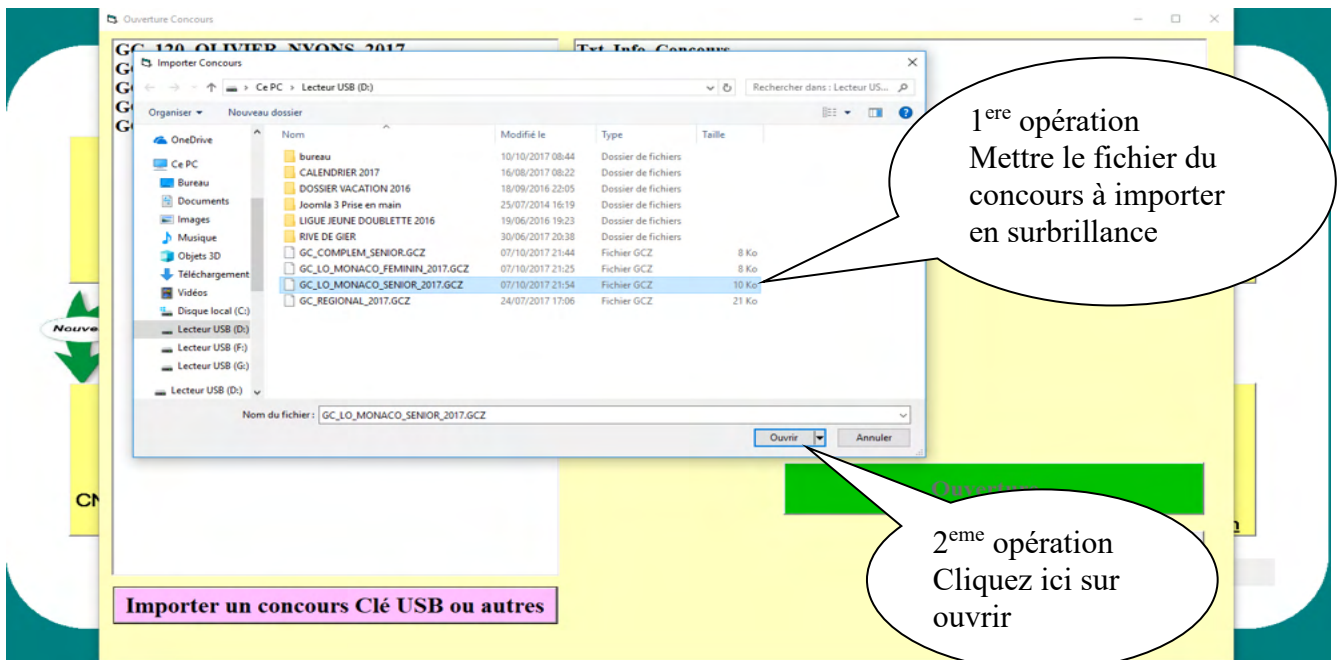 Ouverture Concours
GC_120_OLIVIER_NYONS_2017
Txt_Info_Concours
Importer Concours
Ce PC > Lecteur USB (D:)
Rechercher dans : Lecteur US...
Organiser
Nouveau dossier
Nom
Modifié le
Type
Taille
OneDrive
Ce PC
Bureau
Documents
Images
Musique
Objets 3D
Téléchargement
Vidéos
Disque local (C:)
Lecteur USB (D:)
Lecteur USB (F:)
Lecteur USB (G:)
Lecteur USB (D:)
bureau 10/10/2017 08:44 Dossier de fichiers
CALENDRIER 2017 16/08/2017 08:22 Dossier de fichiers
DOSSIER VACATION 2016 18/09/2016 22:05 Dossier de fichiers
Joomla 3 Prise en main 25/07/2014 16:19 Dossier de fichiers
LIGUE JEUNE DOUBLETTE 2016 19/06/2016 19:23 Dossier de fichiers
RIVE DE GIER 30/06/2017 20:38 Dossier de fichiers
GC_COMPLEM_SENIOR.GCZ 07/10/2017 21:44 Fichier GCZ 8 Ko
GC_LO_MONACO_FEMININ_2017.GCZ 07/10/2017 21:25 Fichier GCZ 8 Ko
GC_LO_MONACO_SENIOR_2017.GCZ 07/10/2017 21:54 Fichier GCZ 10 Ko
GC_REGIONAL_2017.GCZ 24/07/2017 17:06 Fichier GCZ 21 Ko
Nom du fichier : GC_LO_MONACO_SENIOR_2017.GCZ
Ouvrir
Annuler
1ere opération
Mettre le fichier du
concours à importer
en surbrillance
Nouve
CN
2eme opération
Cliquez ici sur
ouvrir
Importer un concours Clé USB ou autres